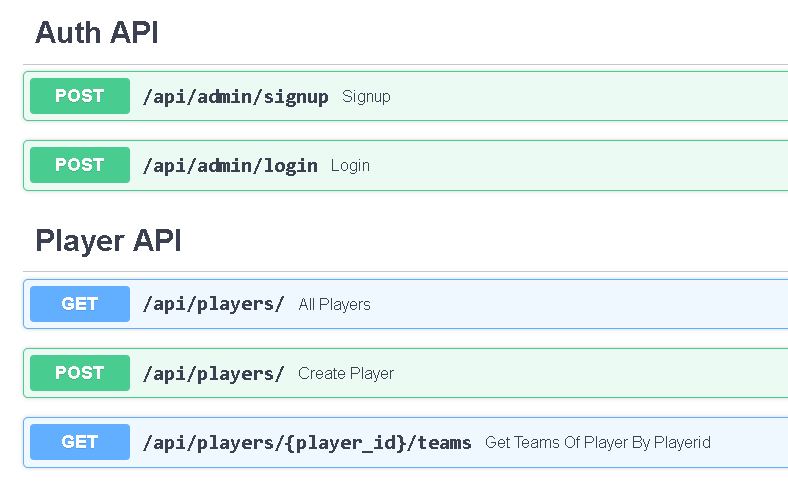 Auth API
POST /api/admin/signup Signup
POST /api/admin/login Login
Player API
GET /api/players/ All Players
POST /api/players/ Create Player
GET /api/players/{player_id}/teams Get Teams Of Player By Playerid